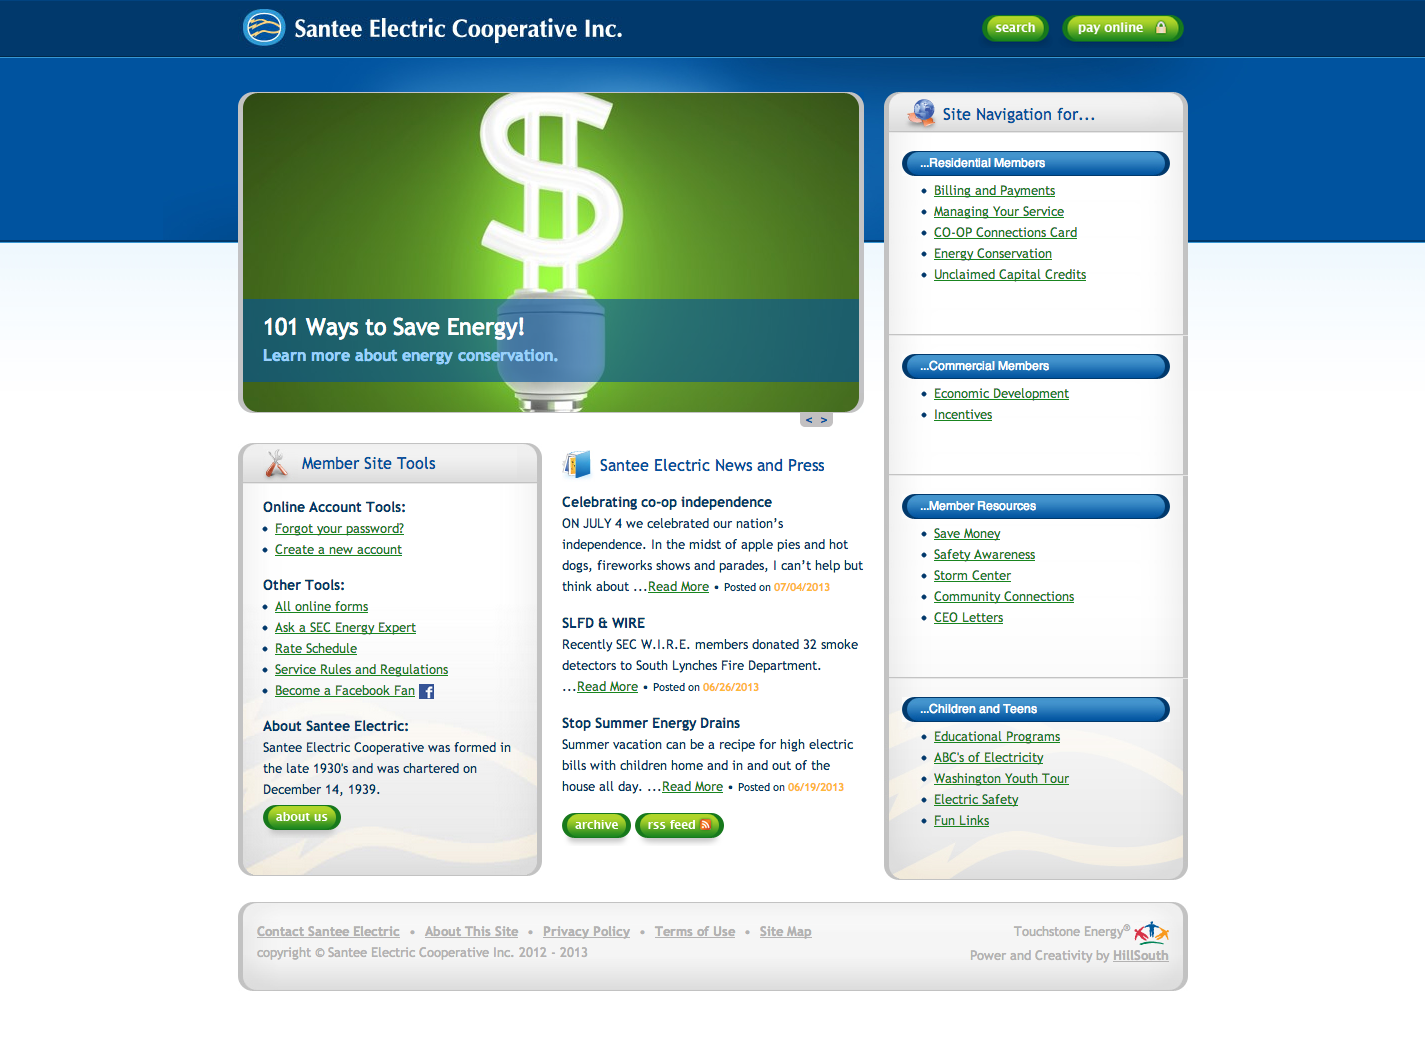 Santee Electric Cooperative Inc.
search
pay online
101 Ways to Save Energy!
Learn more about energy conservation.
< >
Member Site Tools
Online Account Tools:
• Forgot your password?
• Create a new account
Other Tools:
• All online forms
• Ask a SEC Energy Expert
• Rate Schedule
• Service Rules and Regulations
• Become a Facebook Fan f
About Santee Electric:
Santee Electric Cooperative was formed in
the late 1930's and was chartered on
December 14, 1939.
about us
Santee Electric News and Press
Celebrating co-op independence
ON JULY 4 we celebrated our nation’s
independence. In the midst of apple pies and hot
dogs, fireworks shows and parades, I can’t help but
think about ...Read More • Posted on 07/04/2013
SLFD & WIRE
Recently SEC W.I.R.E. members donated 32 smoke
detectors to South Lynches Fire Department.
...Read More • Posted on 06/26/2013
Stop Summer Energy Drains
Summer vacation can be a recipe for high electric
bills with children home and in and out of the
house all day. ...Read More • Posted on 06/19/2013
archive
rss feed
Site Navigation for...
...Residential Members
• Billing and Payments
• Managing Your Service
• CO-OP Connections Card
• Energy Conservation
• Unclaimed Capital Credits
...Commercial Members
• Economic Development
• Incentives
...Member Resources
• Save Money
• Safety Awareness
• Storm Center
• Community Connections
• CEO Letters
...Children and Teens
• Educational Programs
• ABC's of Electricity
• Washington Youth Tour
• Electric Safety
• Fun Links
Contact Santee Electric • About This Site • Privacy Policy • Terms of Use • Site Map
copyright © Santee Electric Cooperative Inc. 2012 - 2013
Touchstone Energy®
Power and Creativity by HillSouth